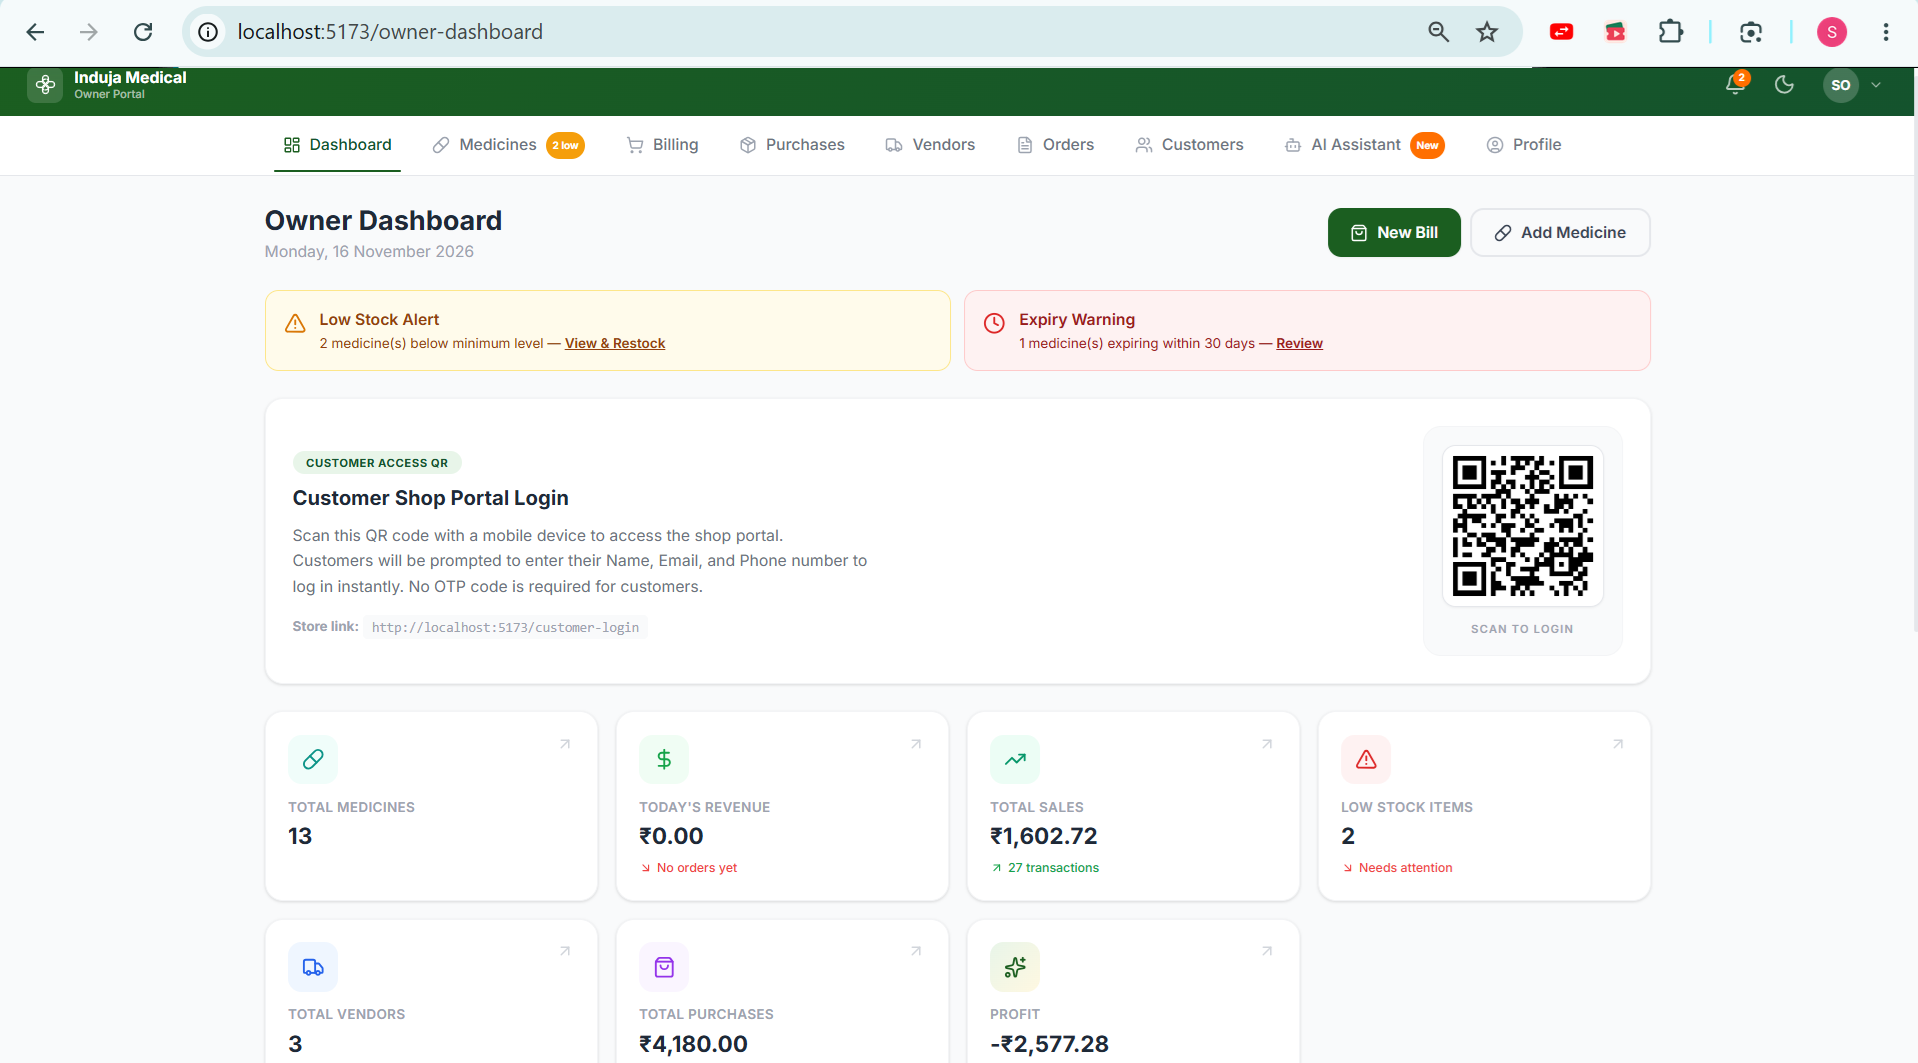 localhost:5173/owner-dashboard
S
Induja Medical
Owner Portal
2
SO
Dashboard
Medicines
2 low
Billing
Purchases
Vendors
Orders
Customers
AI Assistant
New
Profile
Owner Dashboard
Monday, 16 November 2026
New Bill
Add Medicine
Low Stock Alert
2 medicine(s) below minimum level — View & Restock
Expiry Warning
1 medicine(s) expiring within 30 days — Review
CUSTOMER ACCESS QR
Customer Shop Portal Login
Scan this QR code with a mobile device to access the shop portal.
Customers will be prompted to enter their Name, Email, and Phone number to
log in instantly. No OTP code is required for customers.
Store link: http://localhost:5173/customer-login
SCAN TO LOGIN
TOTAL MEDICINES
13
TODAY'S REVENUE
₹0.00
No orders yet
TOTAL SALES
₹1,602.72
27 transactions
LOW STOCK ITEMS
2
Needs attention
TOTAL VENDORS
3
TOTAL PURCHASES
₹4,180.00
PROFIT
-₹2,577.28